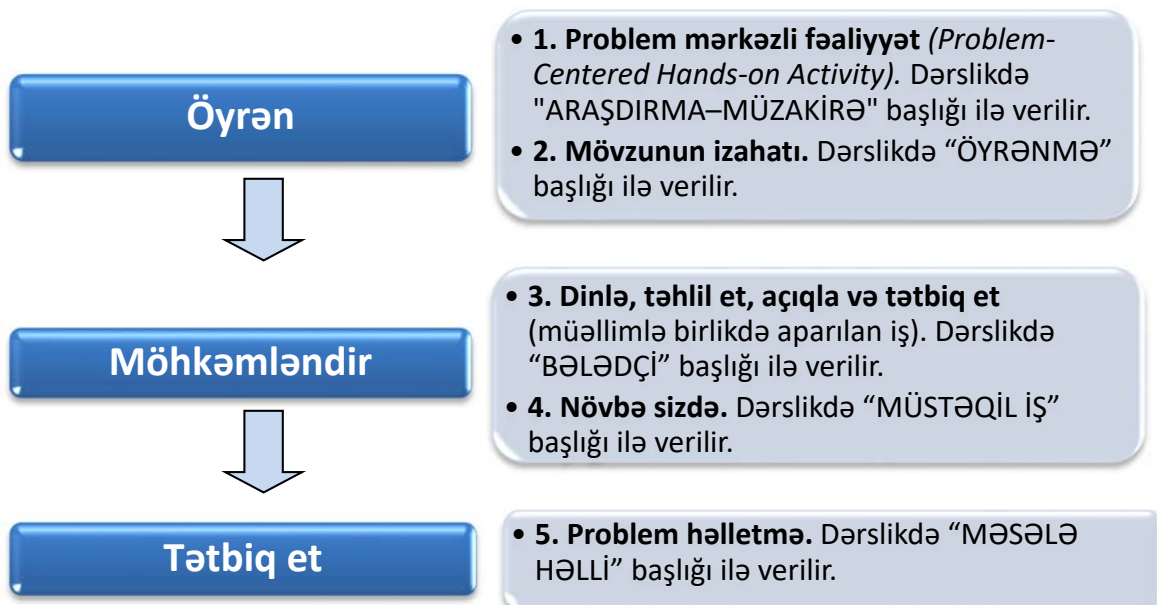 Öyrən
• 1. Problem mərkəzli fəaliyyət (Problem-
Centered Hands-on Activity). Dərslikdə
"ARAŞDIRMA–MÜZAKİRƏ" başlığı ilə verilir.
• 2. Mövzunun izahatı. Dərslikdə “ÖYRƏNMƏ”
başlığı ilə verilir.
Möhkəmləndir
• 3. Dinlə, təhlil et, açıqla və tətbiq et
(müəllimlə birlikdə aparılan iş). Dərslikdə
“BƏLƏDÇİ” başlığı ilə verilir.
• 4. Növbə sizdə. Dərslikdə “MÜSTƏQİL İŞ”
başlığı ilə verilir.
Tətbiq et
• 5. Problem həlletmə. Dərslikdə “MƏSƏLƏ
HƏLLİ” başlığı ilə verilir.